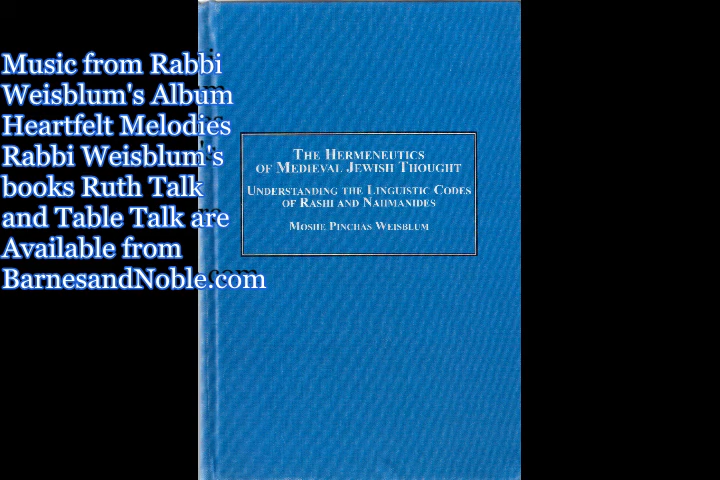 Music from Rabbi
Weisblum's Album
Heartfelt Melodies
Rabbi Weisblum's
books Ruth Talk
and Table Talk are
Available from
BarnesandNoble.com
THE HERMENEUTICS
OF MEDIEVAL JEWISH THOUGHT
UNDERSTANDING THE LINGUISTIC CODES
OF RASHI AND NAHMANIDES
MOSHE PINCHAS WEISBLUM